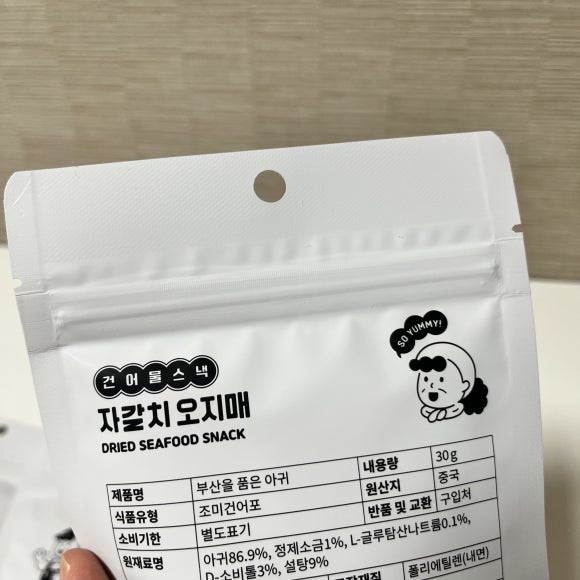 SO YUMMY!
건어물스낵
자갈치 오지매
DRIED SEAFOOD SNACK
제품명 부산을 품은 아귀 내용량 30g
식품유형 조미건어포 원산지 중국
소비기한 별도표기 반품 및 교환 구입처
원재료명 아귀86.9%, 정제소금1%, L-글루탐산나트륨0.1%,
D-소비톨3%, 설탕9%
폴리에틸렌(내면)